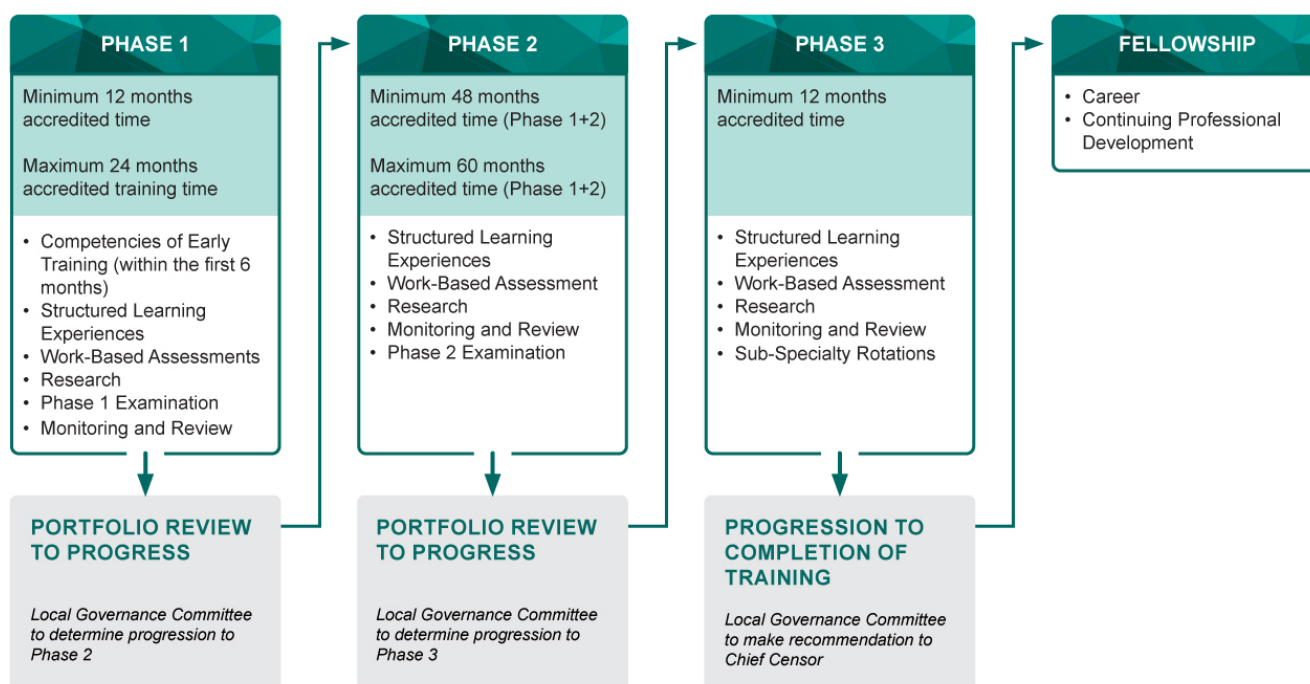 PHASE 1
Minimum 12 months
accredited time
Maximum 24 months
accredited training time
• Competencies of Early
Training (within the first 6
months)
• Structured Learning
Experiences
• Work-Based Assessments
• Research
• Phase 1 Examination
• Monitoring and Review
PORTFOLIO REVIEW
TO PROGRESS
Local Governance Committee
to determine progression to
Phase 2
PHASE 2
Minimum 48 months
accredited time (Phase 1+2)
Maximum 60 months
accredited time (Phase 1+2)
• Structured Learning
Experiences
• Work-Based Assessment
• Research
• Monitoring and Review
• Phase 2 Examination
PORTFOLIO REVIEW
TO PROGRESS
Local Governance Committee
to determine progression to
Phase 3
PHASE 3
Minimum 12 months
accredited time
• Structured Learning
Experiences
• Work-Based Assessment
• Research
• Monitoring and Review
• Sub-Specialty Rotations
PROGRESSION TO
COMPLETION OF
TRAINING
Local Governance Committee
to make recommendation to
Chief Censor
FELLOWSHIP
• Career
• Continuing Professional
Development